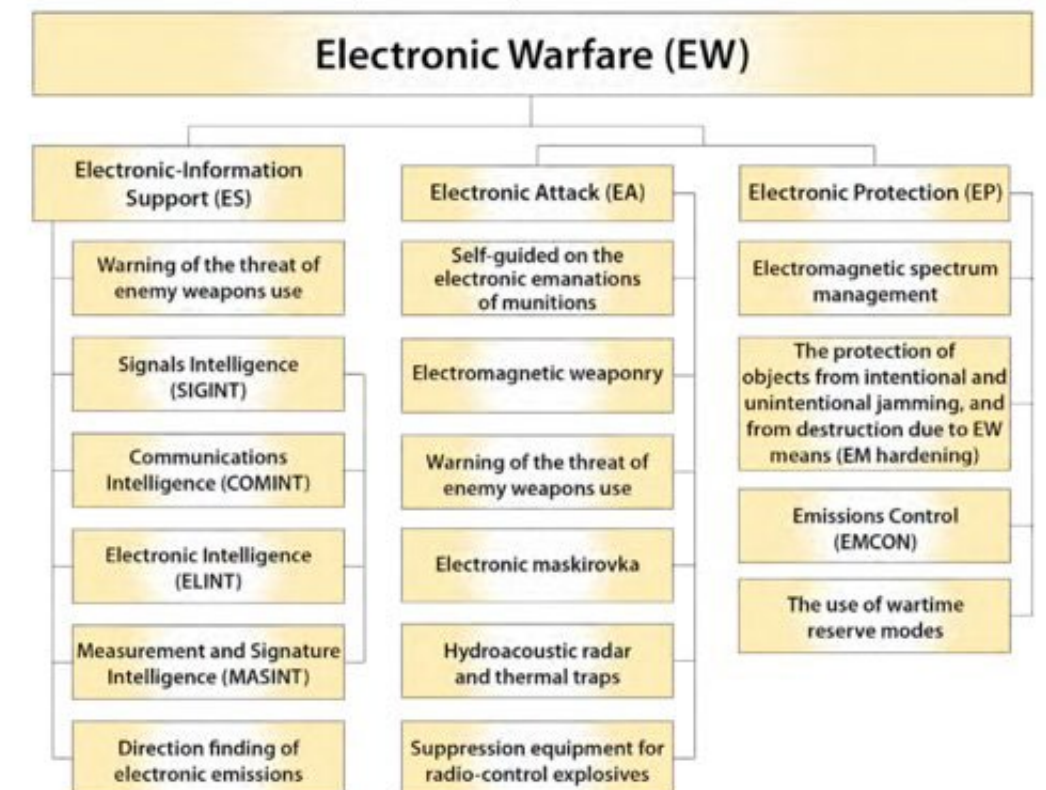 Electronic Warfare (EW)
Electronic-Information
Support (ES)
Warning of the threat of
enemy weapons use
Signals Intelligence
(SIGINT)
Communications
Intelligence (COMINT)
Electronic Intelligence
(ELINT)
Measurement and Signature
Intelligence (MASINT)
Direction finding of
electronic emissions
Electronic Attack (EA)
Self-guided on the
electronic emanations
of munitions
Electromagnetic weaponry
Warning of the threat of
enemy weapons use
Electronic maskirovka
Hydroacoustic radar
and thermal traps
Suppression equipment for
radio-control explosives
Electronic Protection (EP)
Electromagnetic spectrum
management
The protection of
objects from intentional and
unintentional jamming, and
from destruction due to EW
means (EM hardening)
Emissions Control
(EMCON)
The use of wartime
reserve modes